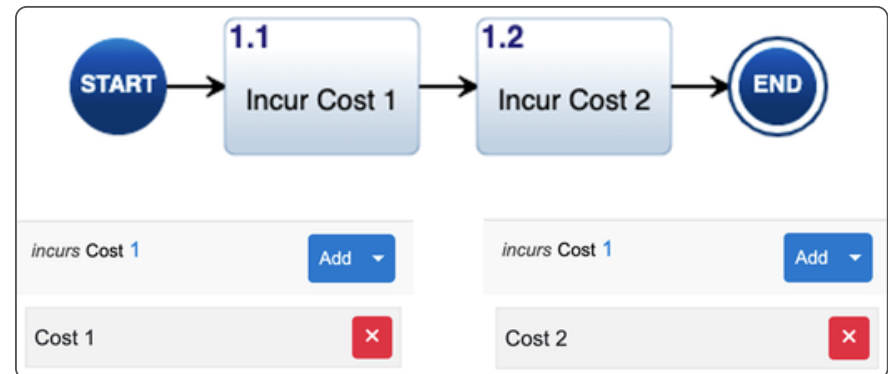 1.1
1.2
START
Incur Cost 1
Incur Cost 2
END
incurs Cost 1
Add
incurs Cost 1
Add
Cost 1
×
Cost 2
×